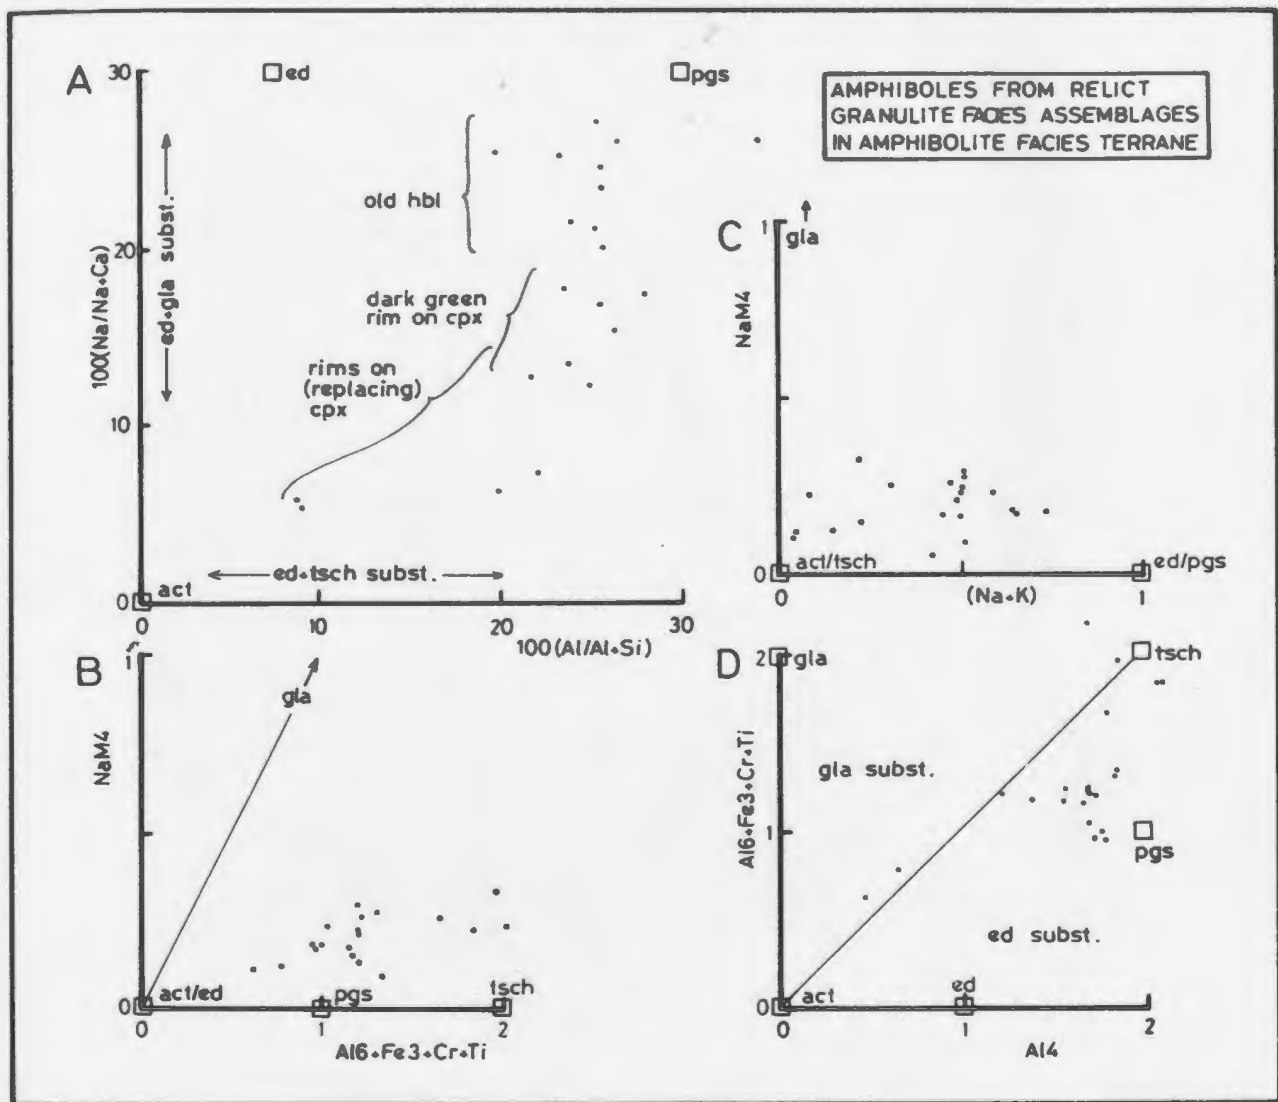 AMPHIBOLES FROM RELICT
GRANULITE FACIES ASSEMBLAGES
IN AMPHIBOLITE FACIES TERRANE
A
30
20
10
0
ed
pgs
100(Na/Na+Ca)
ed+gla subst.
old hbl
dark green
rim on cpx
rims on
(replacing)
cpx
act
ed+tsch subst.
0
10
20
30
100(Al/Al+Si)
C
1
gla
NaM4
0
act/tsch
ed/pgs
0
(Na+K)
1
B
1
gla
NaM4
0
act/ed
pgs
tsch
0
1
2
Al6+Fe3+Cr+Ti
D
2
gla
tsch
Al6+Fe3+Cr+Ti
gla subst.
1
pgs
ed subst.
0
act
ed
0
1
2
Al4